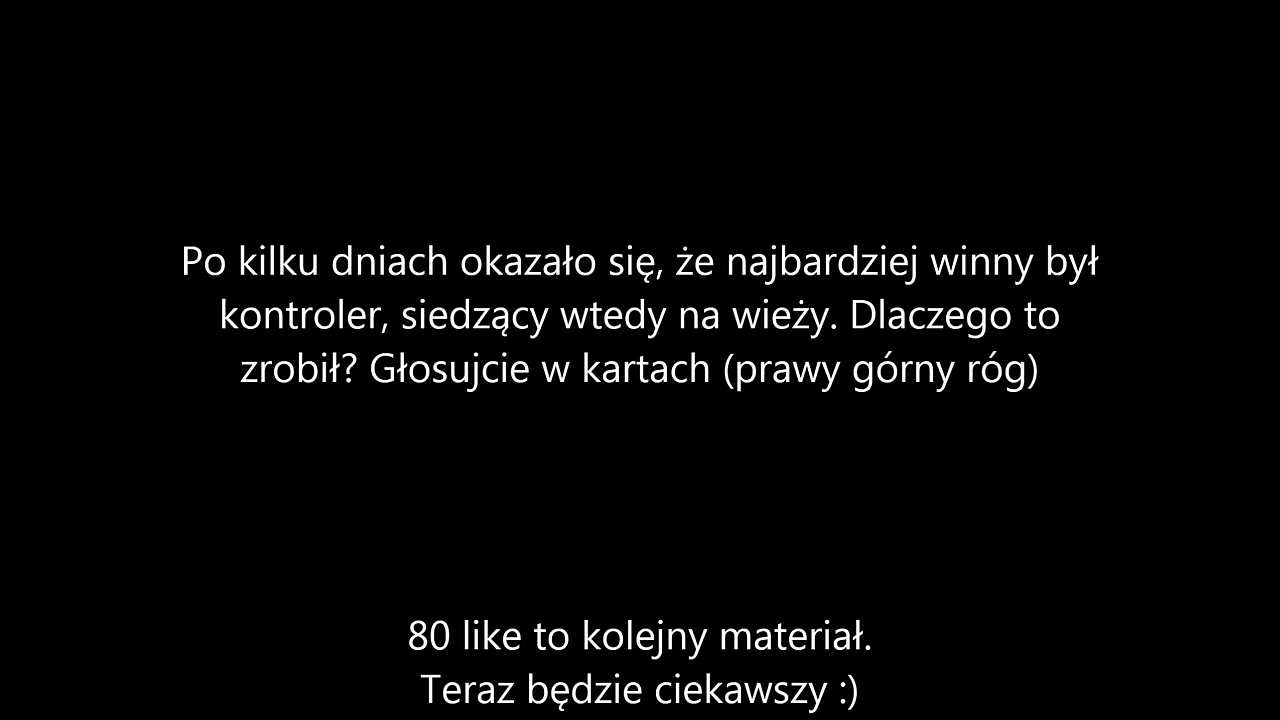 Po kilku dniach okazało się, że najbardziej winny był
kontroler, siedzący wtedy na wieży. Dlaczego to
zrobił? Głosujcie w kartach (prawy górny róg)
80 like to kolejny materiał.
Teraz będzie ciekawszy :)